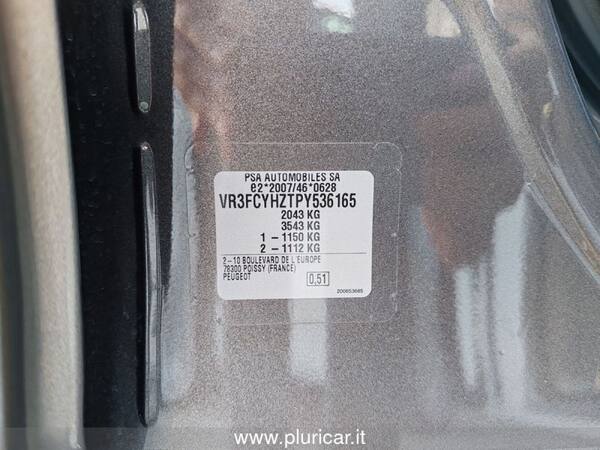 PSA AUTOMOBILES SA
e2*2007/46*0628
VR3FCYHZTPY536165
2043 KG
3543 KG
1 – 1150 KG
2 – 1112 KG
2–10 BOULEVARD DE L'EUROPE
78300 POISSY (FRANCE)
PEUGEOT
0,51
200653685
www.pluricar.it